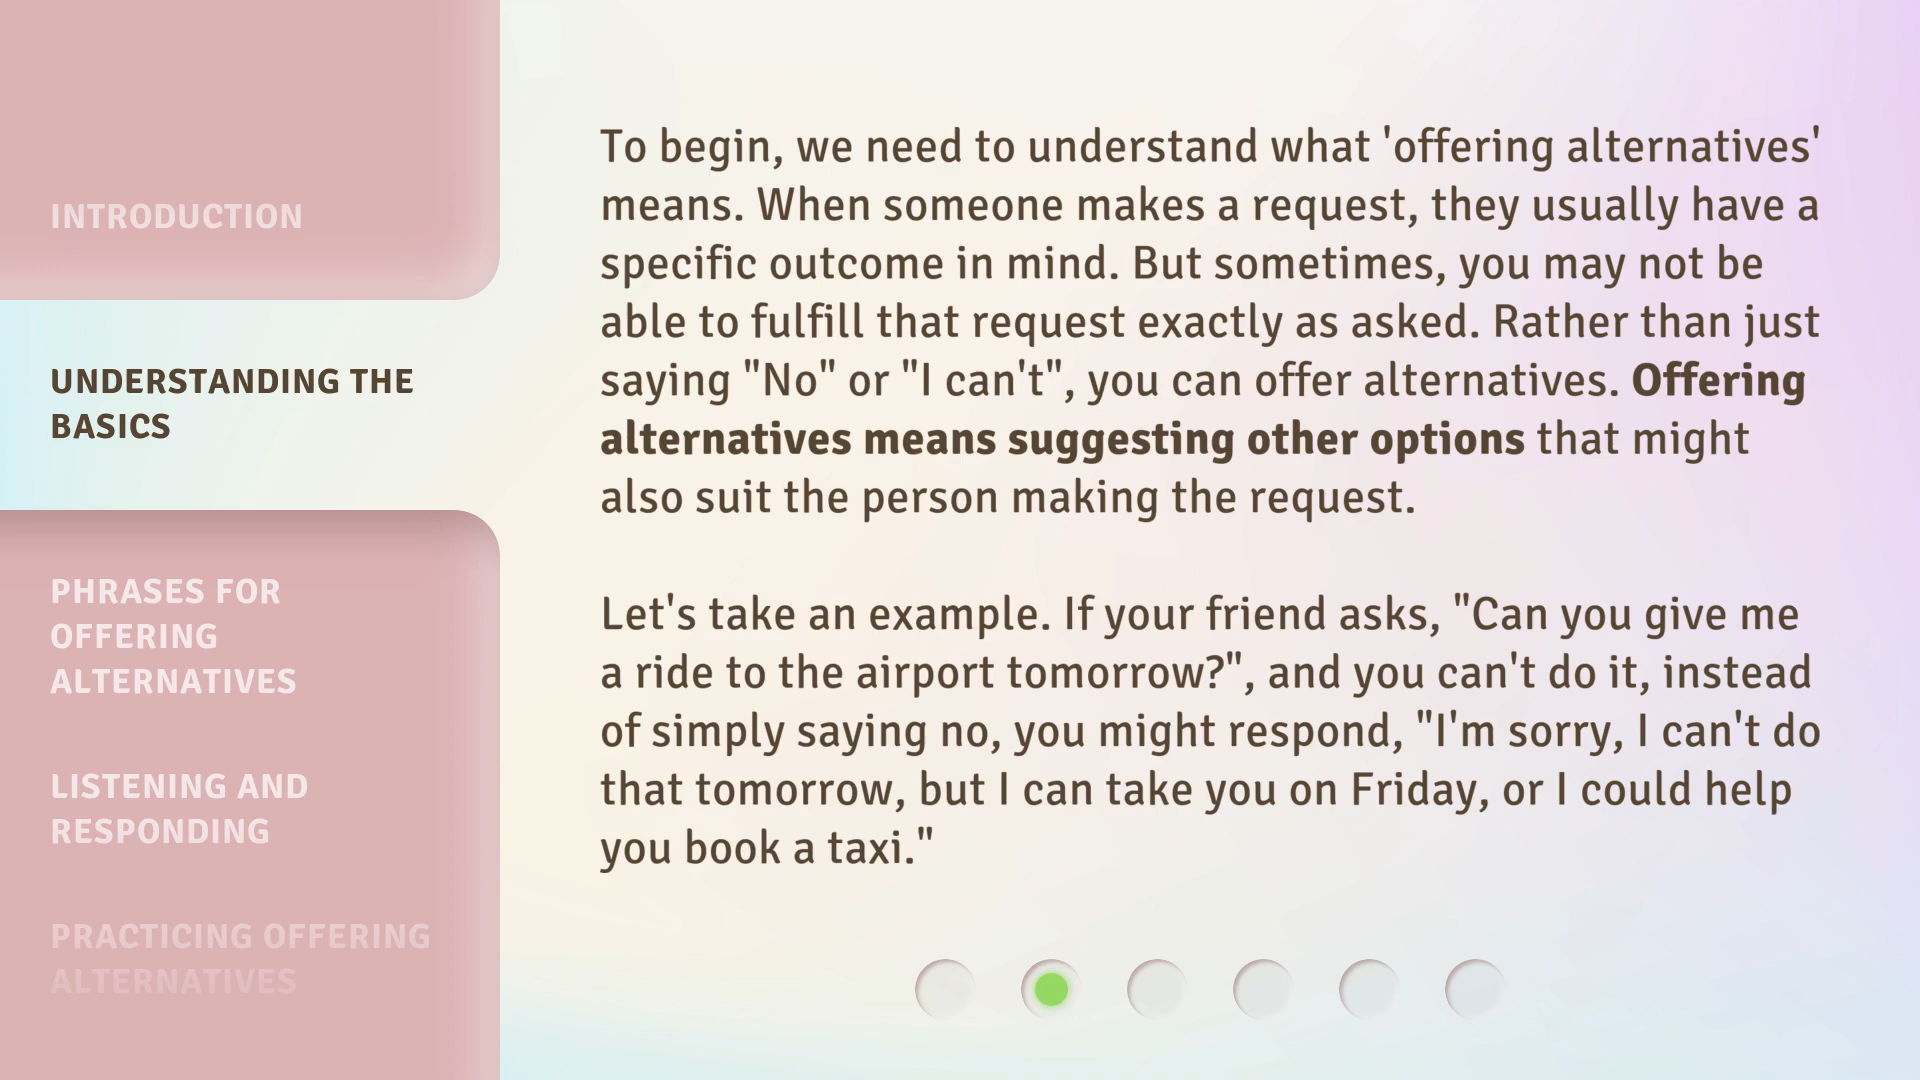 INTRODUCTION
UNDERSTANDING THE
BASICS
PHRASES FOR
OFFERING
ALTERNATIVES
LISTENING AND
RESPONDING
PRACTICING OFFERING
ALTERNATIVES
To begin, we need to understand what 'offering alternatives'
means. When someone makes a request, they usually have a
specific outcome in mind. But sometimes, you may not be
able to fulfill that request exactly as asked. Rather than just
saying "No" or "I can't", you can offer alternatives. Offering
alternatives means suggesting other options that might
also suit the person making the request.
Let's take an example. If your friend asks, "Can you give me
a ride to the airport tomorrow?", and you can't do it, instead
of simply saying no, you might respond, "I'm sorry, I can't do
that tomorrow, but I can take you on Friday, or I could help
you book a taxi."